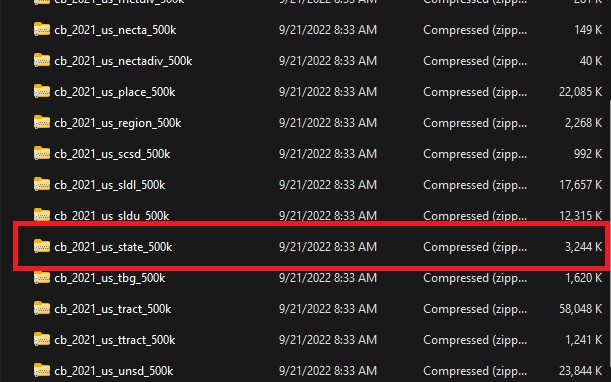 9/21/2022 8:33 AM Compressed (zipp...
cb_2021_us_necta_500k 9/21/2022 8:33 AM Compressed (zipp... 149 K
cb_2021_us_nectadiv_500k 9/21/2022 8:33 AM Compressed (zipp... 40 K
cb_2021_us_place_500k 9/21/2022 8:33 AM Compressed (zipp... 22,085 K
cb_2021_us_region_500k 9/21/2022 8:33 AM Compressed (zipp... 2,268 K
cb_2021_us_scsd_500k 9/21/2022 8:33 AM Compressed (zipp... 992 K
cb_2021_us_sldl_500k 9/21/2022 8:33 AM Compressed (zipp... 17,657 K
cb_2021_us_sldu_500k 9/21/2022 8:33 AM Compressed (zipp... 12,315 K
cb_2021_us_state_500k 9/21/2022 8:33 AM Compressed (zipp... 3,244 K
cb_2021_us_tbg_500k 9/21/2022 8:33 AM Compressed (zipp... 1,620 K
cb_2021_us_tract_500k 9/21/2022 8:33 AM Compressed (zipp... 58,048 K
cb_2021_us_ttract_500k 9/21/2022 8:33 AM Compressed (zipp... 1,241 K
cb_2021_us_unsd_500k 9/21/2022 8:33 AM Compressed (zipp... 23,844 K